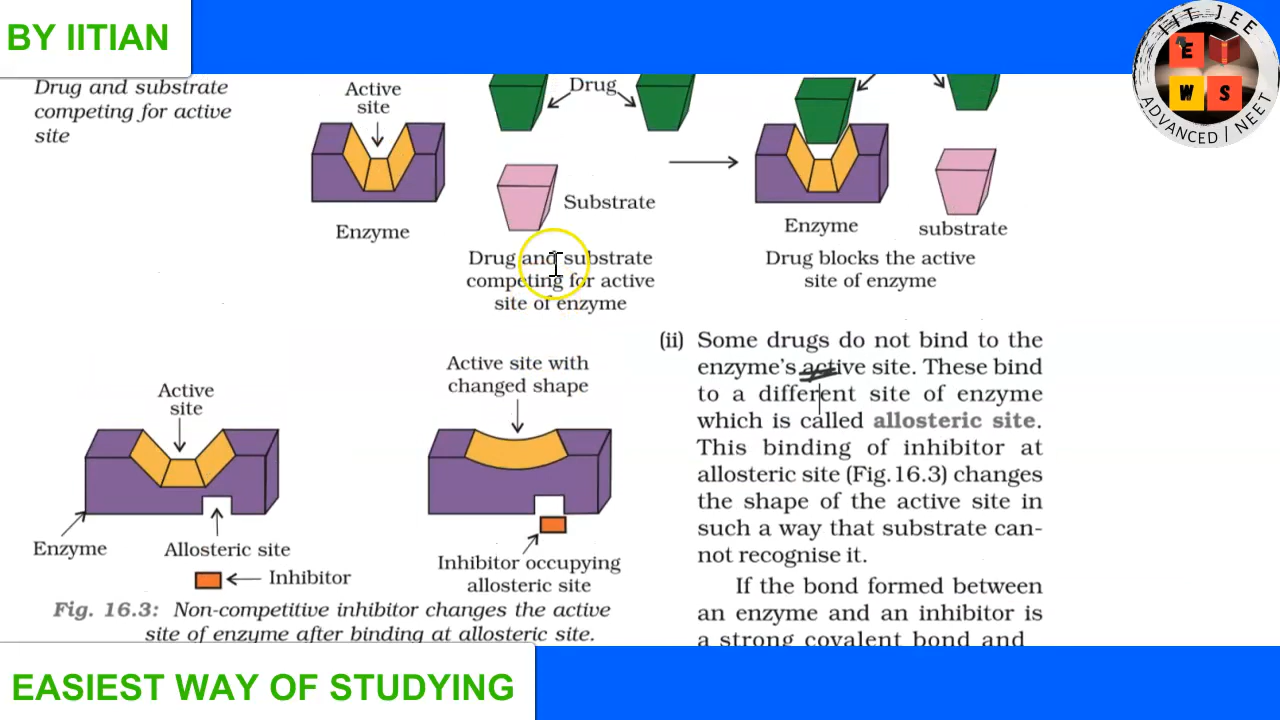 BY IITIAN
IIT JEE
E
W S
ADVANCED / NEET
Drug and substrate
competing for active
site
Active
site
Drug
Substrate
Enzyme
Drug and substrate
competing for active
site of enzyme
Enzyme
substrate
Drug blocks the active
site of enzyme
Active
site
Active site with
changed shape
Enzyme
Allosteric site
Inhibitor
Inhibitor occupying
allosteric site
Fig. 16.3: Non-competitive inhibitor changes the active
site of enzyme after binding at allosteric site.
(ii) Some drugs do not bind to the
enzyme's active site. These bind
to a different site of enzyme
which is called allosteric site.
This binding of inhibitor at
allosteric site (Fig.16.3) changes
the shape of the active site in
such a way that substrate can-
not recognise it.
If the bond formed between
an enzyme and an inhibitor is
a strong covalent bond and
EASIEST WAY OF STUDYING